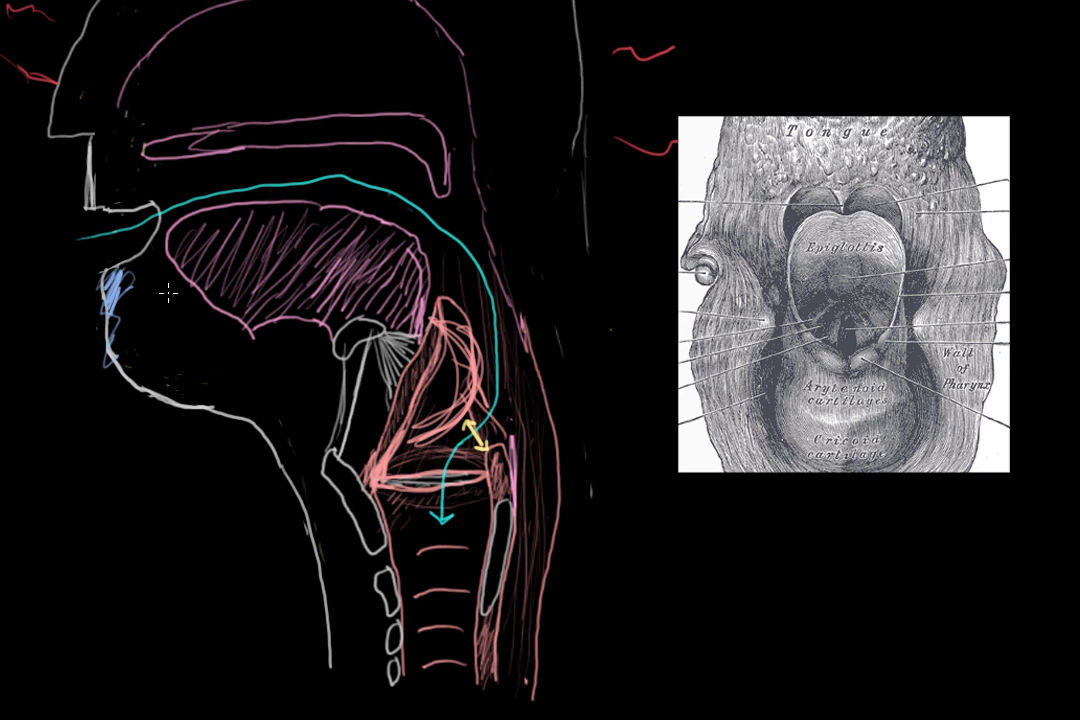 Tongue
Epiglottis
Wall
of
Pharynx
Arytenoid
cartilages
Cricoid
cartilage